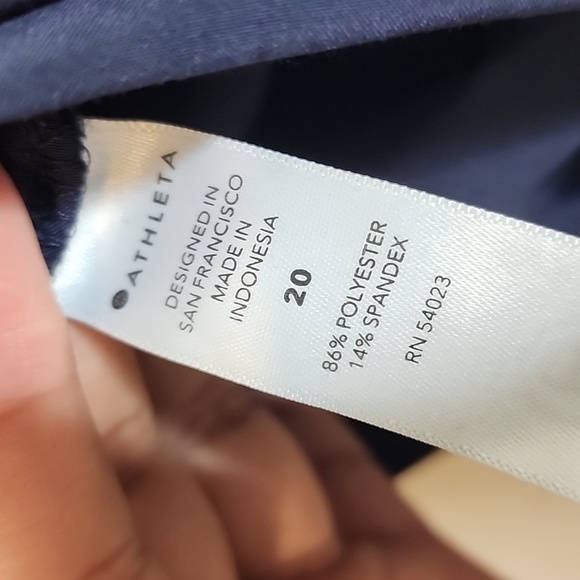 ATHLETA
DESIGNED IN
SAN FRANCISCO
MADE IN
INDONESIA
20
86% POLYESTER
14% SPANDEX
RN 54023